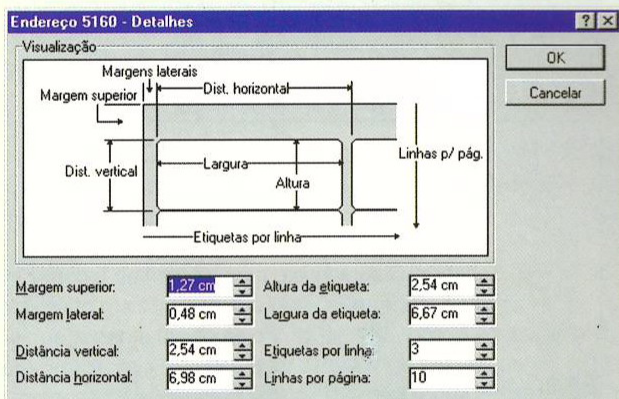 Endereço 5160 - Detalhes
Visualização
OK
Cancelar
Margens laterais
Margem superior
Dist. horizontal
Linhas p/ pág.
Dist. vertical
Largura
Altura
Etiquetas por linha
Margem superior: 1,27 cm Altura da etiqueta: 2,54 cm
Margem lateral: 0,48 cm Largura da etiqueta: 6,67 cm
Distância vertical: 2,54 cm Etiquetas por linha: 3
Distância horizontal: 6,98 cm Linhas por página: 10